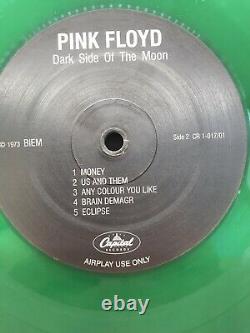 PINK FLOYD
Dark Side Of The Moon
1973 BIEM
Side 2 CR 1-017/01
1 MONEY
2 US AND THEM
3 ANY COLOUR YOU LIKE
4 BRAIN DEMAGR
5 ECLIPSE
Capitol
RECORDS
AIRPLAY USE ONLY